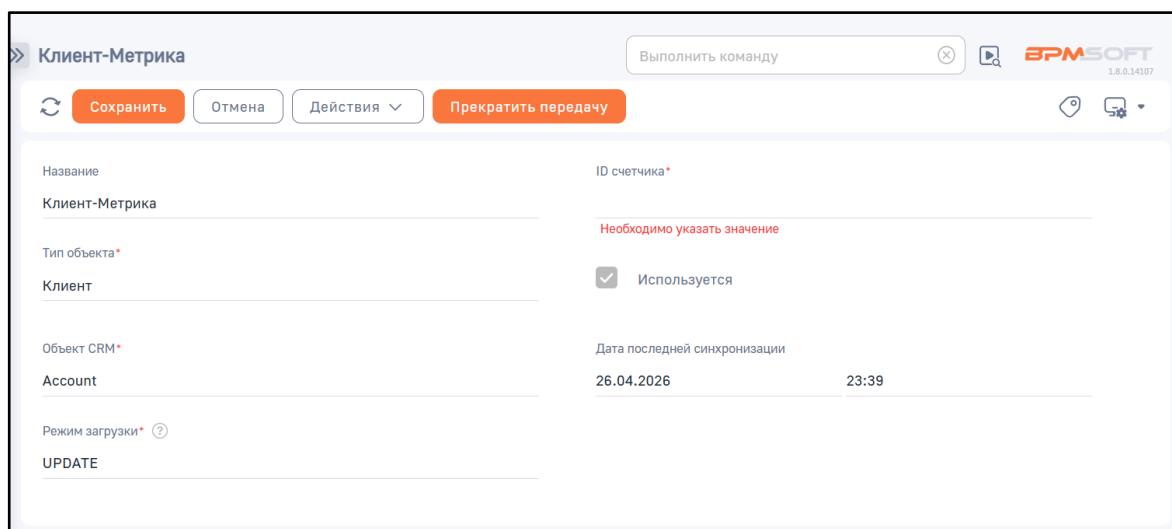 Клиент-Метрика
Выполнить команду
BPMSOFT
1.8.0.14107
Сохранить
Отмена
Действия
Прекратить передачу
Название
Клиент-Метрика
ID счетчика*
Необходимо указать значение
Тип объекта*
Клиент
Используется
Объект CRM*
Account
Дата последней синхронизации
26.04.2026 23:39
Режим загрузки* ?
UPDATE